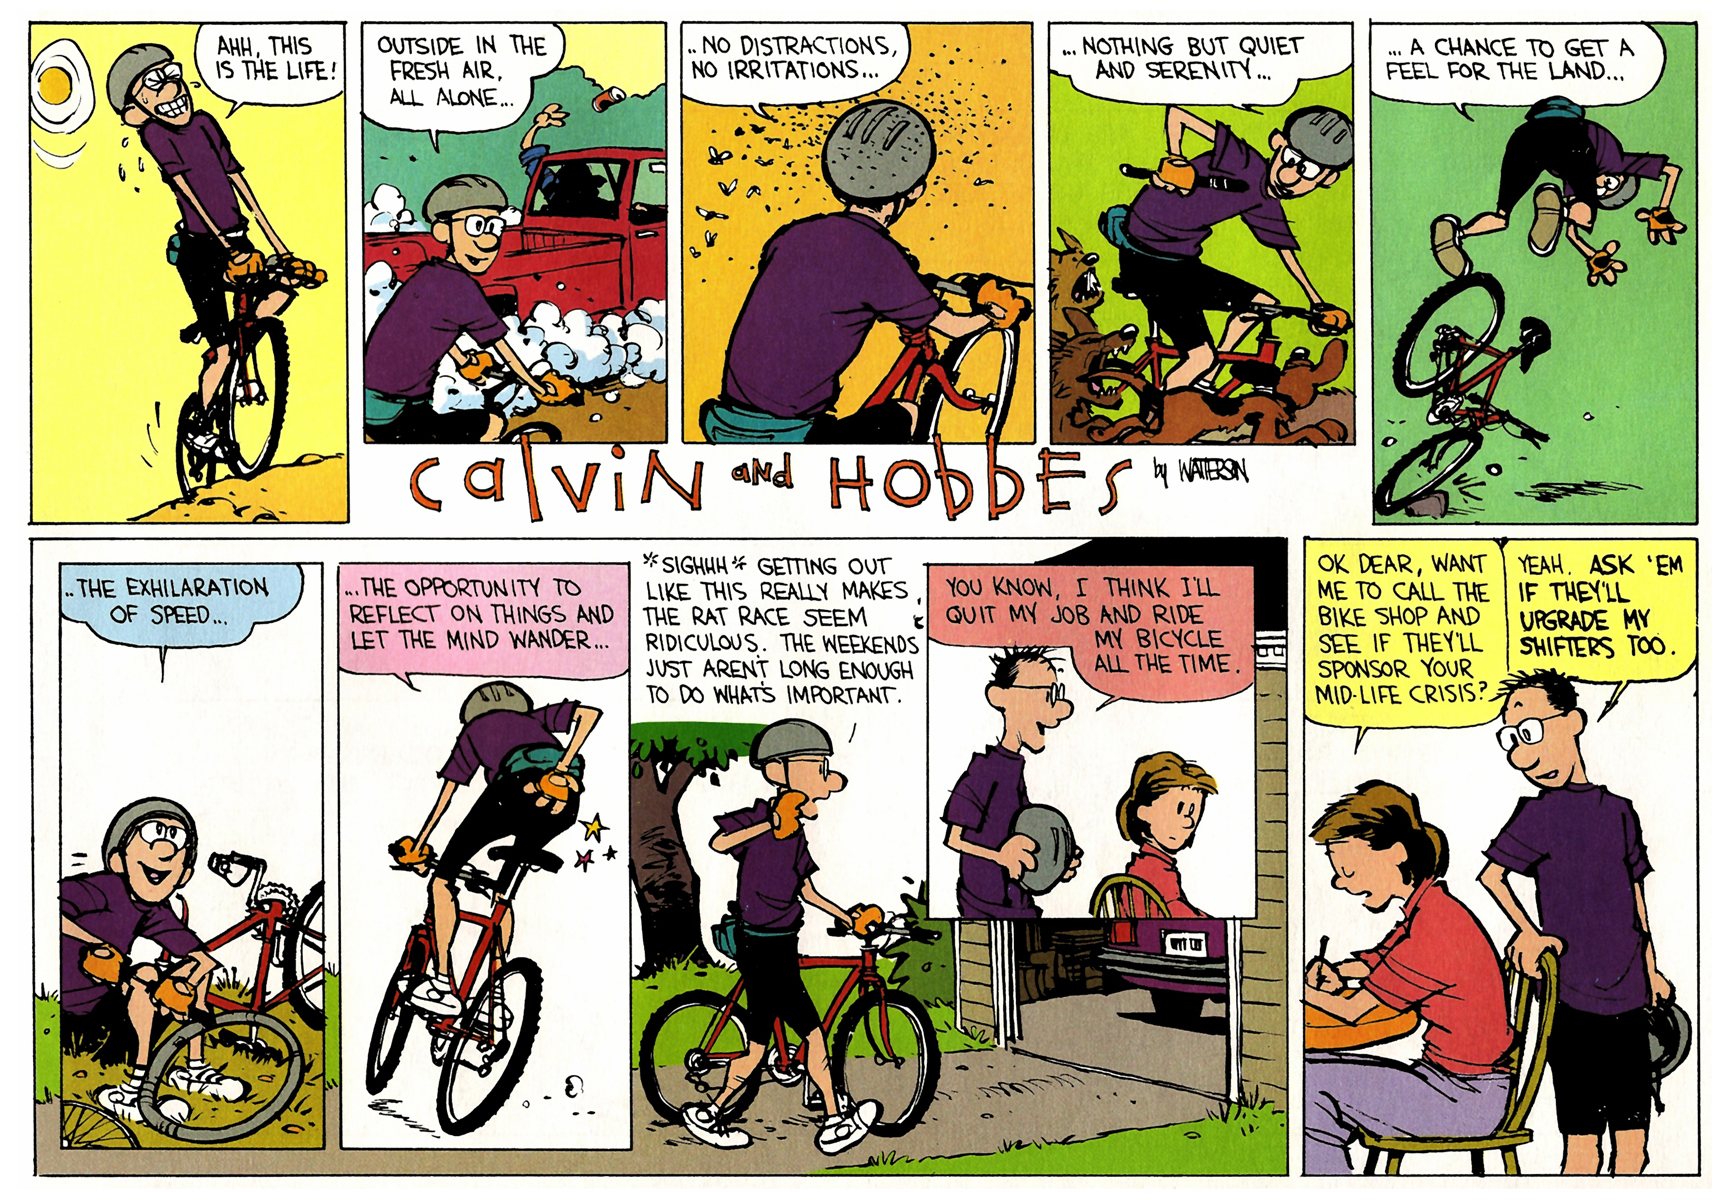 AHH, THIS
IS THE LIFE!
OUTSIDE IN THE
FRESH AIR,
ALL ALONE...
..NO DISTRACTIONS,
NO IRRITATIONS...
...NOTHING BUT QUIET
AND SERENITY...
...A CHANCE TO GET A
FEEL FOR THE LAND...
CALVIN AND HOBBES
by WATTERSON
..THE EXHILARATION
OF SPEED...
...THE OPPORTUNITY TO
REFLECT ON THINGS AND
LET THE MIND WANDER...
*SIGHHH* GETTING OUT
LIKE THIS REALLY MAKES
THE RAT RACE SEEM
RIDICULOUS. THE WEEKENDS
JUST AREN'T LONG ENOUGH
TO DO WHAT'S IMPORTANT.
YOU KNOW, I THINK I'LL
QUIT MY JOB AND RIDE
MY BICYCLE
ALL THE TIME.
OK DEAR, WANT
ME TO CALL THE
BIKE SHOP AND
SEE IF THEY'LL
SPONSOR YOUR
MID-LIFE CRISIS?
YEAH. ASK 'EM
IF THEY'LL
UPGRADE MY
SHIFTERS TOO.